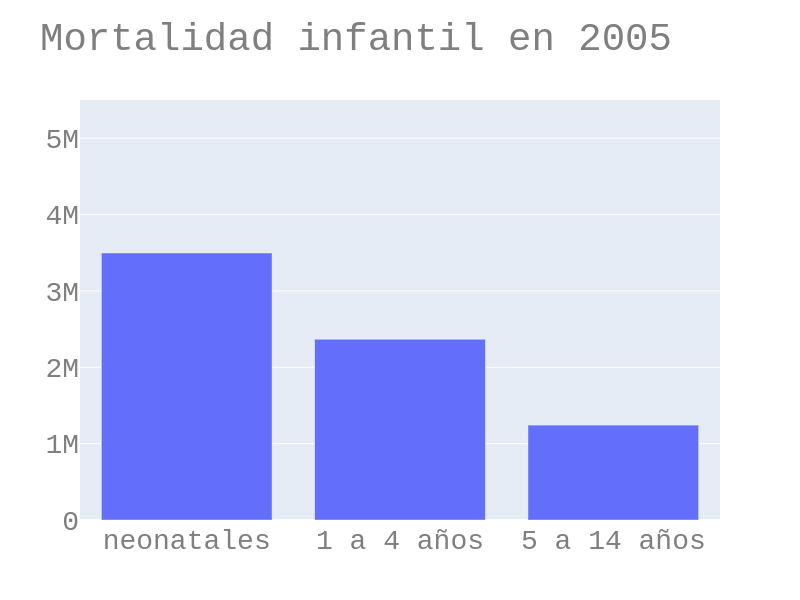 Mortalidad infantil en 2005
5M
4M
3M
2M
1M
0
neonatales 1 a 4 años 5 a 14 años